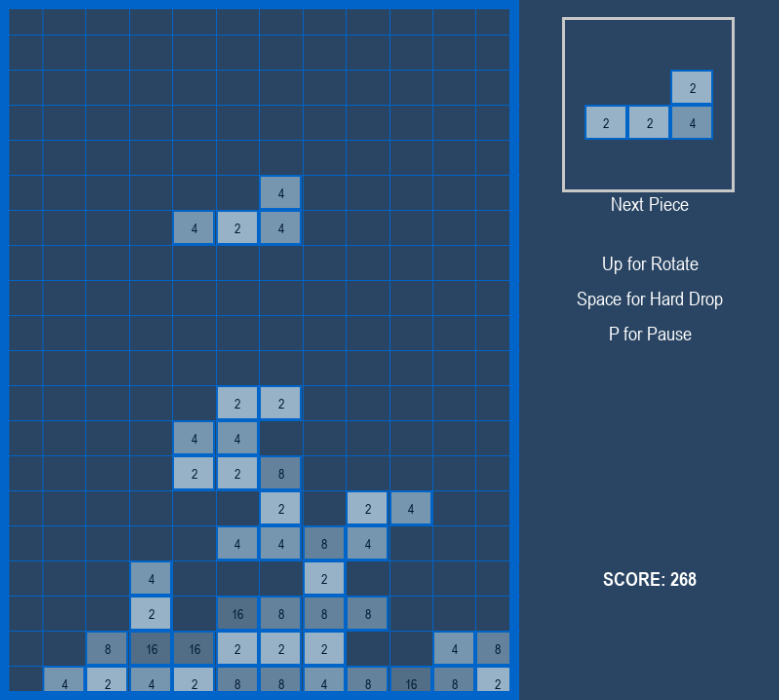 2
2 2 4
Next Piece
Up for Rotate
Space for Hard Drop
P for Pause
SCORE: 268
4
4 2 4
2 2
4 4
2 2 8
2 2 4
4 4 8 4
4 2
2 16 8 8 8
8 16 16 2 2 2 4 8
4 2 4 2 8 8 4 8 16 8 2